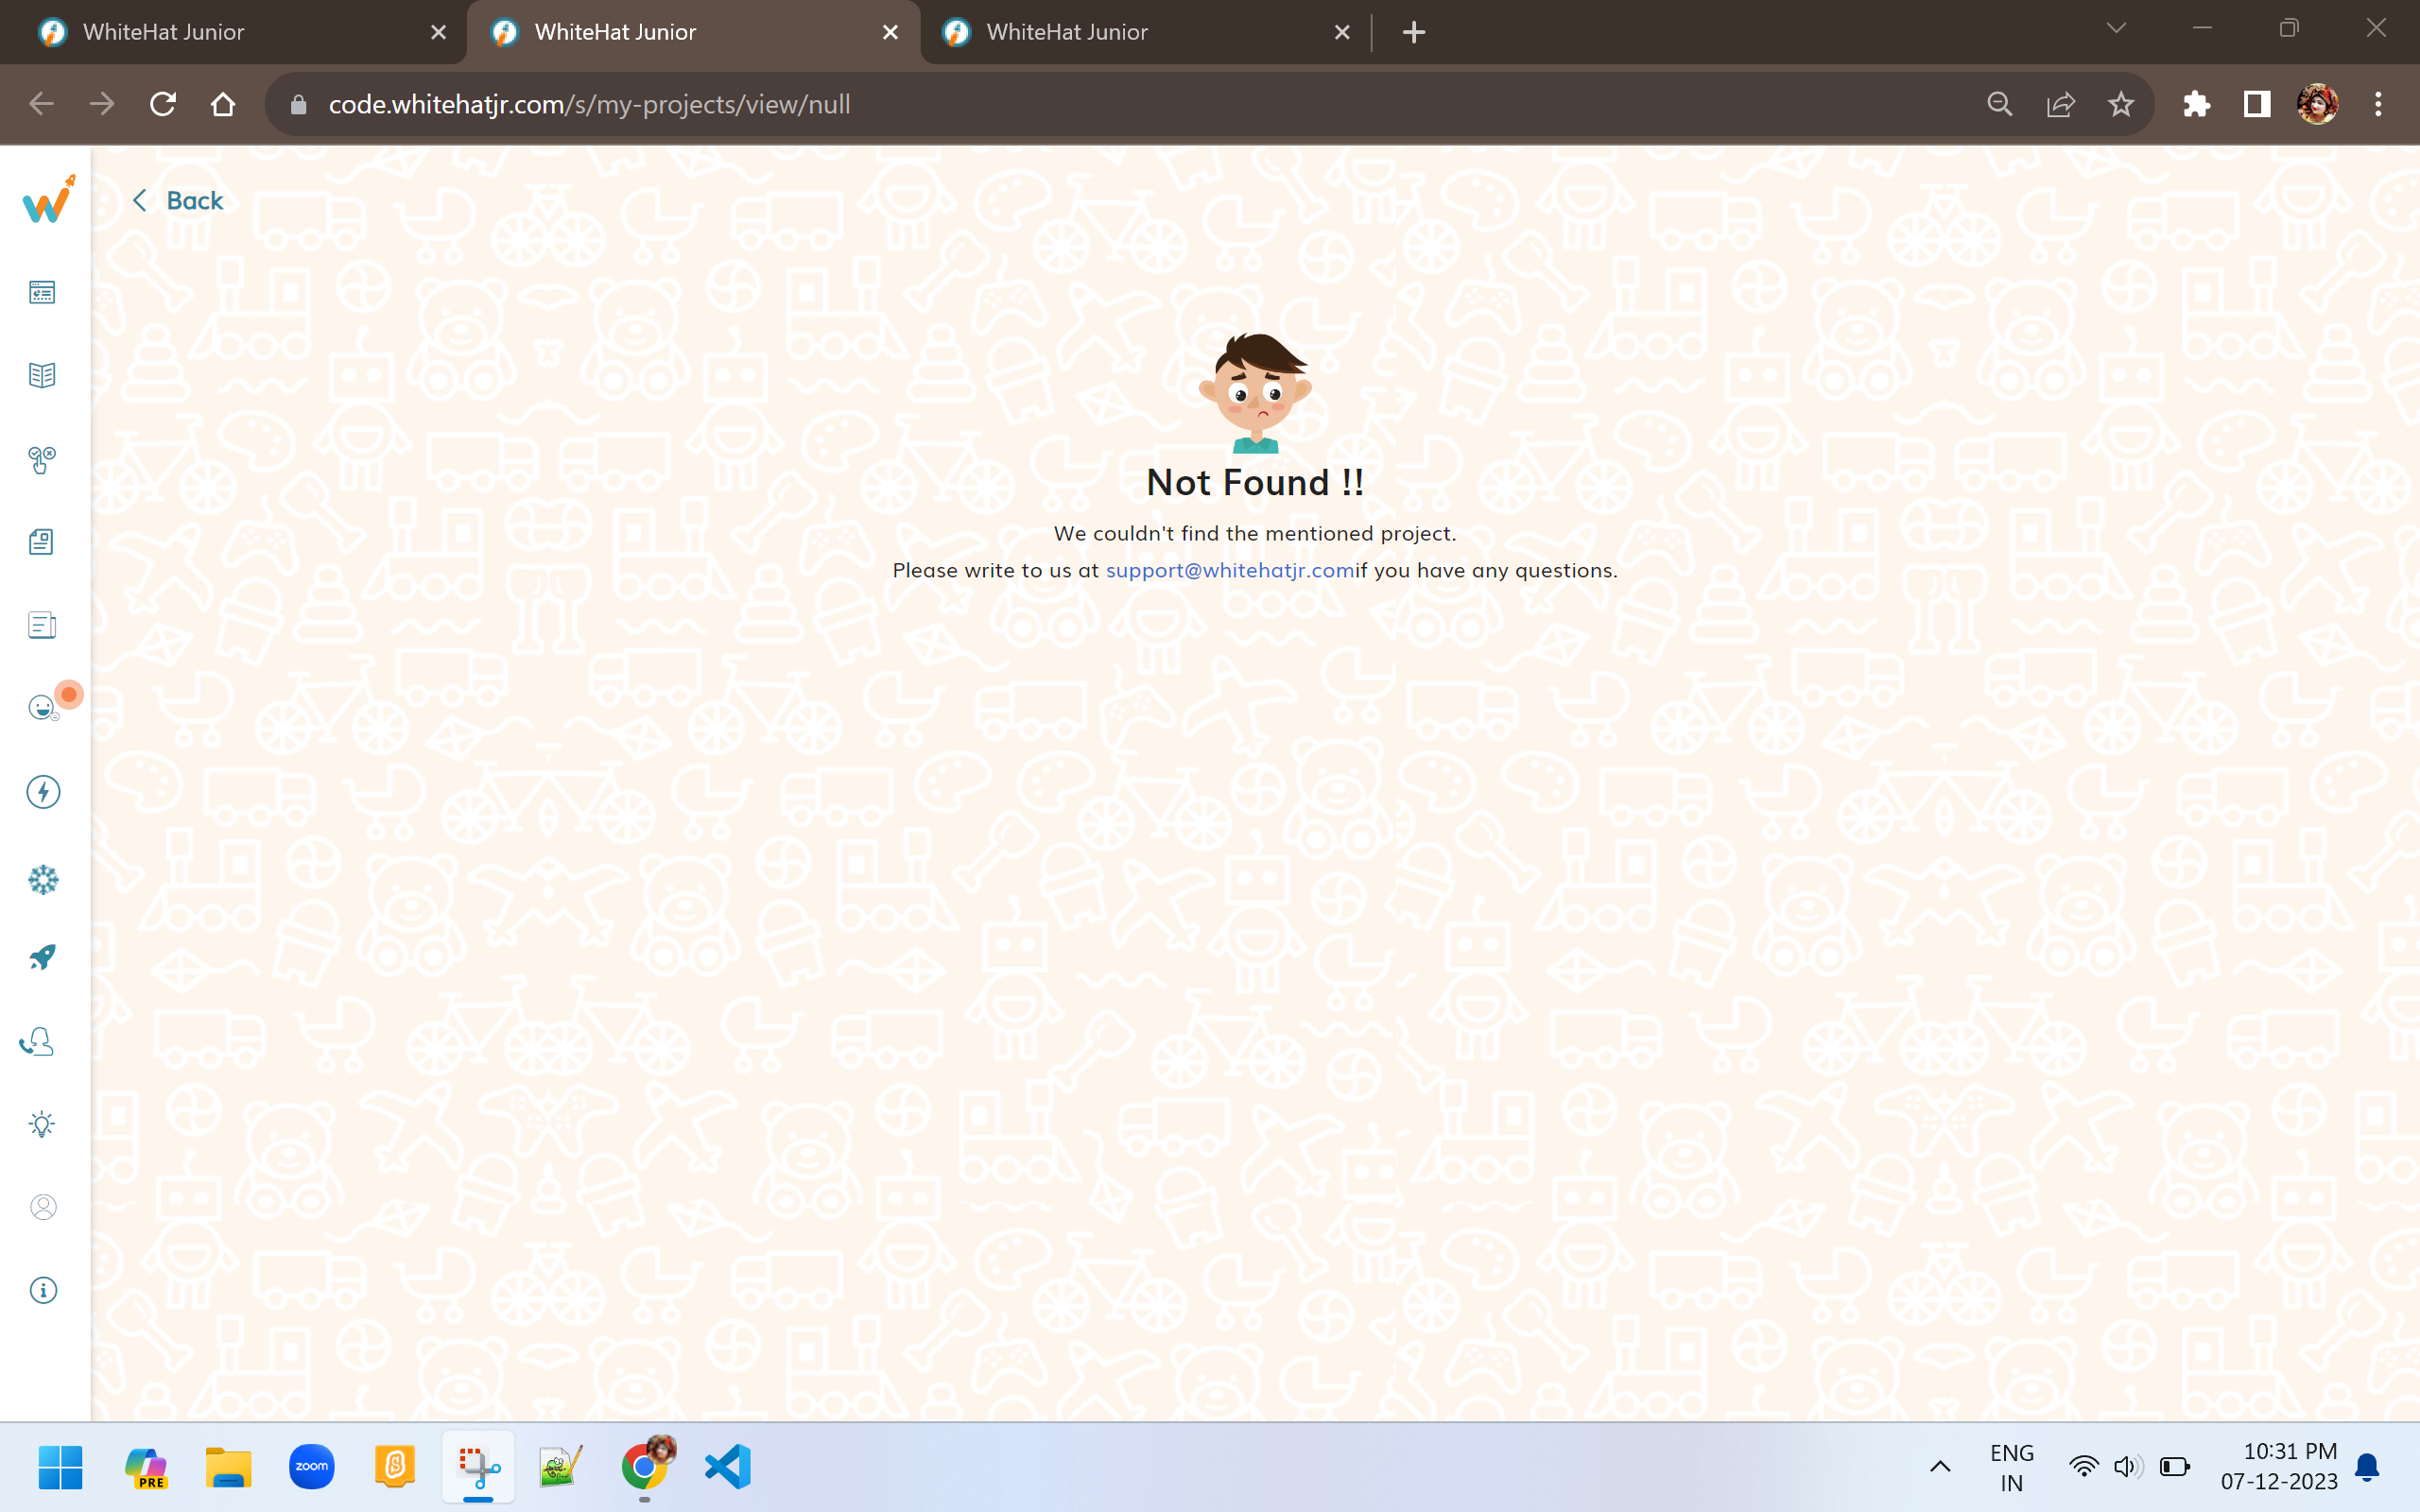 WhiteHat Junior
WhiteHat Junior
WhiteHat Junior
code.whitehatjr.com/s/my-projects/view/null
Back
Not Found !!
We couldn't find the mentioned project.
Please write to us at support@whitehatjr.comif you have any questions.
PRE
zoom
ENG
IN
10:31 PM
07-12-2023